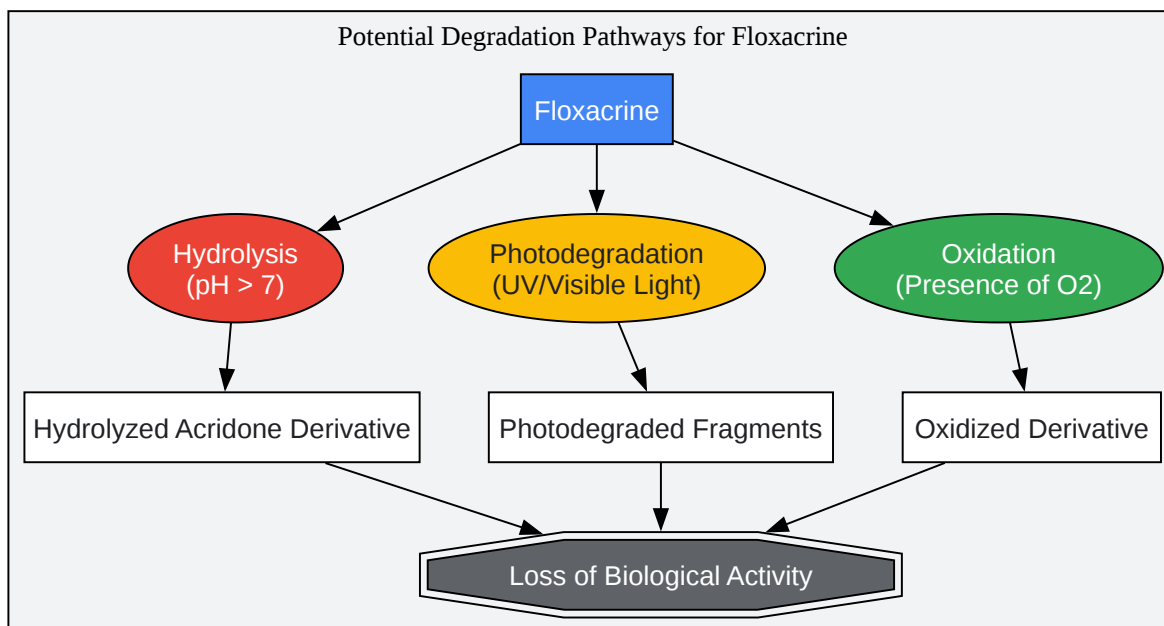 Potential Degradation Pathways for Floxacrine
Floxacrine
Hydrolysis
(pH > 7)
Photodegradation
(UV/Visible Light)
Oxidation
(Presence of O2)
Hydrolyzed Acridone Derivative
Photodegraded Fragments
Oxidized Derivative
Loss of Biological Activity